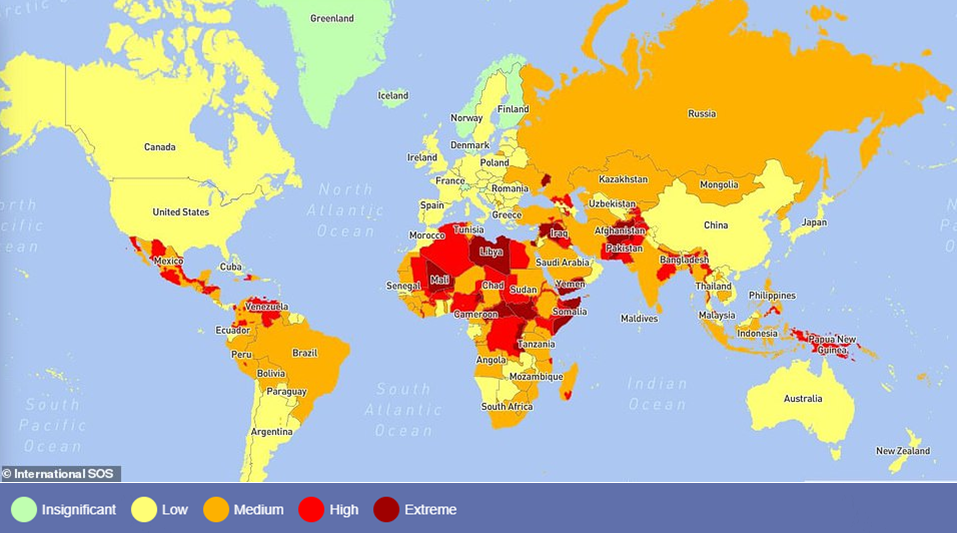 Arctic
Greenland
Iceland
Finland
Norway
Russia
Denmark
Canada
Ireland
Poland
France
Kazakhstan
Mongolia
Romania
North
Atlantic
Ocean
Uzbekistan
Spain
United States
Greece
China
Japan
Tunisia
Afghanistan
Iraq
Morocco
Pakistan
Libya
Mexico
Bangladesh
Cuba
Saudi Arabia
Mali
Senegal
Chad
Sudan
Yemen
Thailand
Philippines
Venezuela
Cameroon
Somalia
Maldives
Malaysia
Ecuador
Indonesia
Papua New
Guinea
Tanzania
Peru
Brazil
Angola
Bolivia
Mozambique
Paraguay
South
Atlantic
Ocean
Indian
Ocean
South
Pacific
Ocean
Australia
South Africa
Argentina
New Zealand
© International SOS
Insignificant
Low
Medium
High
Extreme